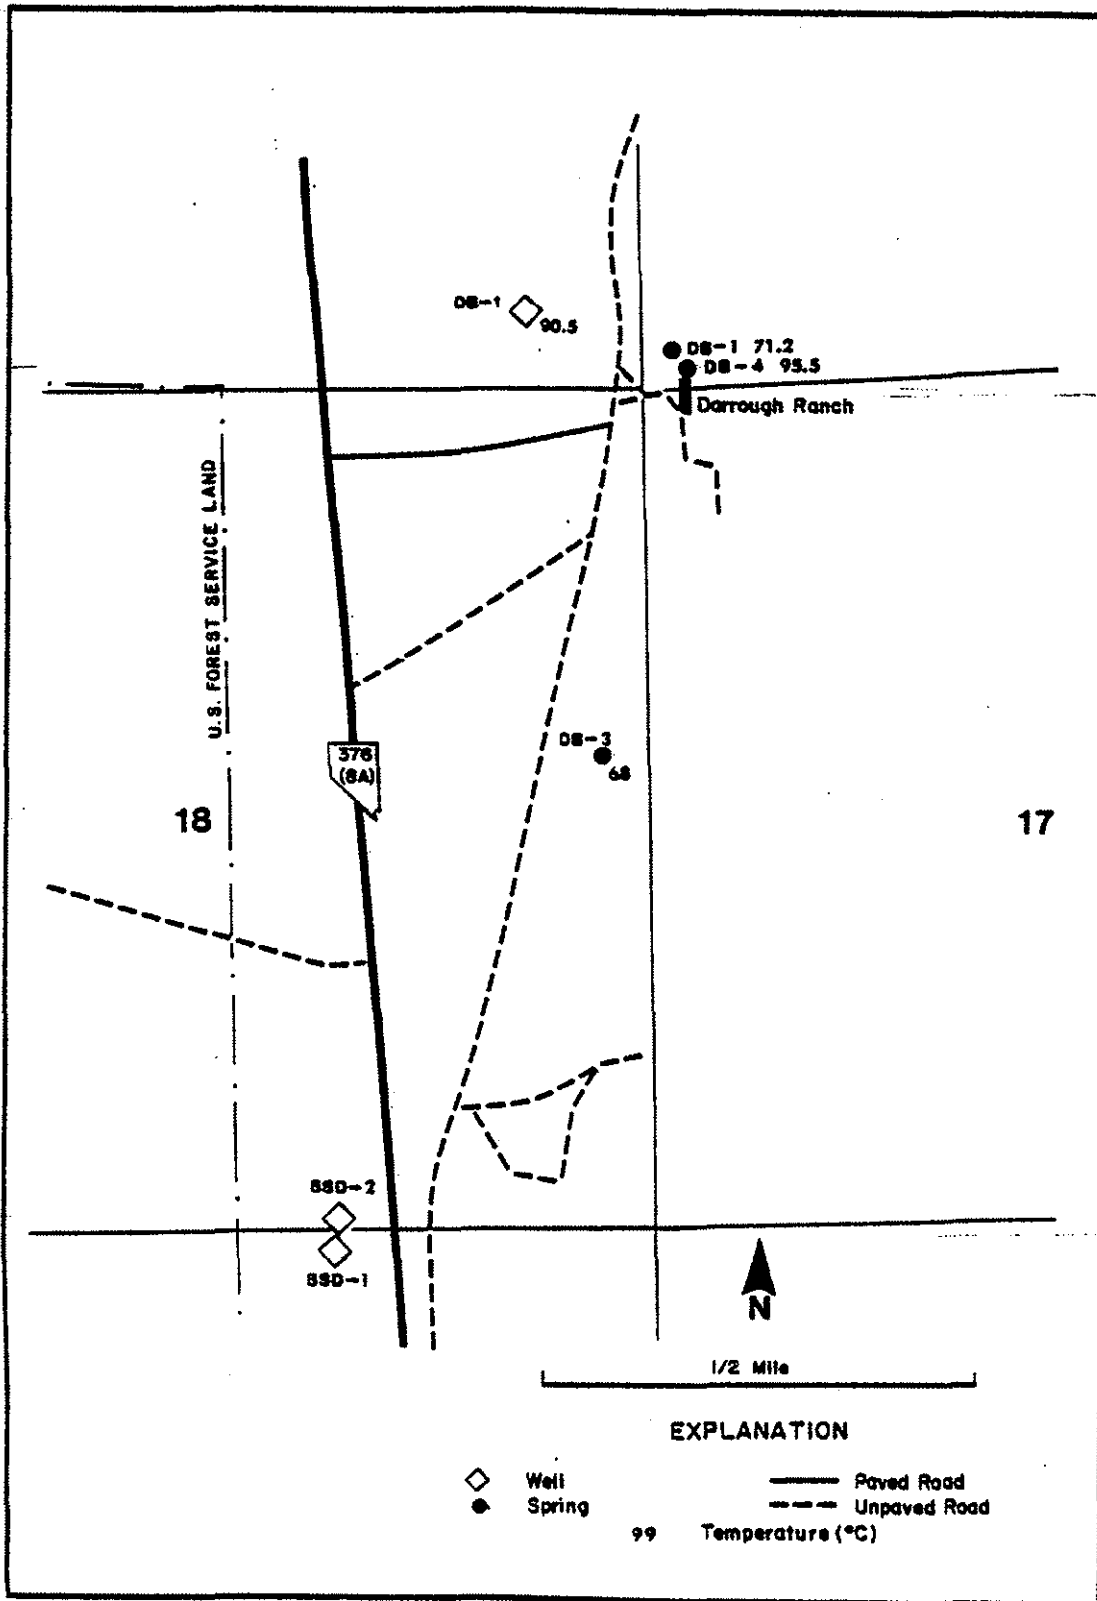 DB-1
90.5
DB-1 71.2
DB-4 95.5
Darrough Ranch
U.S. FOREST SERVICE LAND
DB-3
68
376
(8A)
18
17
SSD-2
SSD-1
N
1/2 Mile
EXPLANATION
Well
Paved Road
Spring
Unpaved Road
99 Temperature (°C)